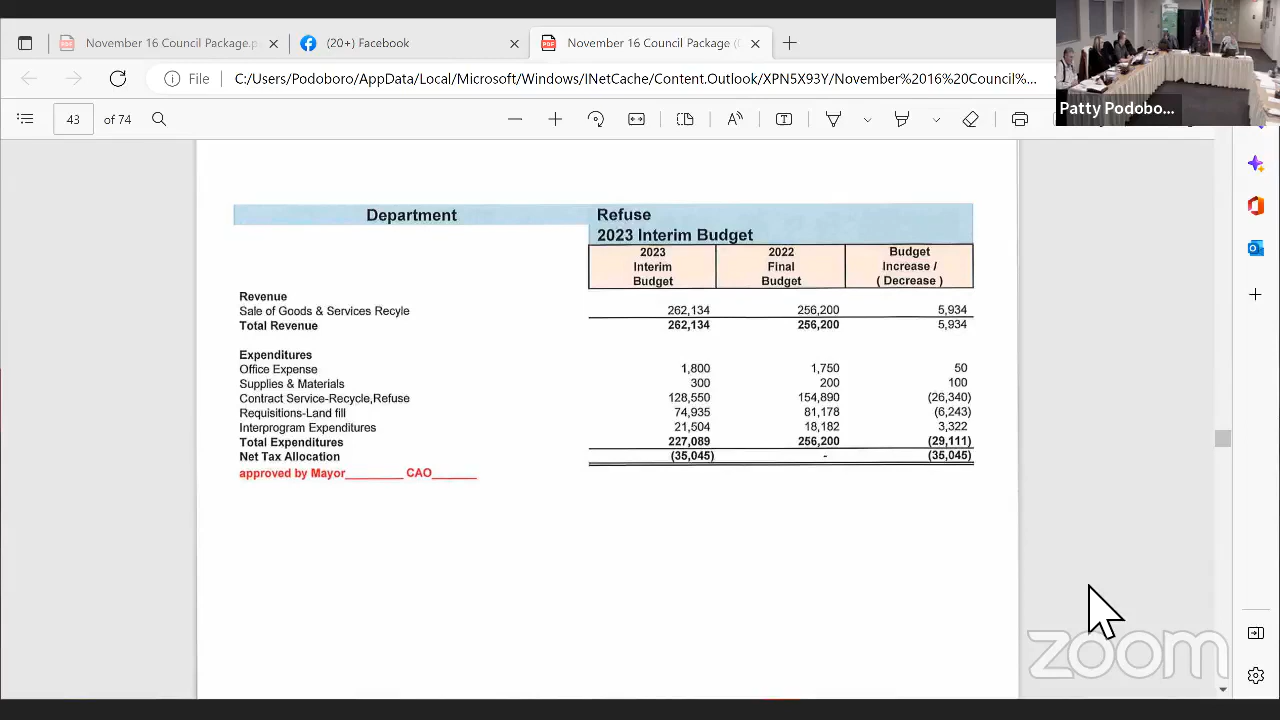 November 16 Council Package.p
(20+) Facebook
November 16 Council Package (
File
C:/Users/Podoboro/AppData/Local/Microsoft/Windows/INetCache/Content.Outlook/XPN5X93Y/November%2016%20Council%...
Patty Podobo...
43 of 74
Department Refuse
2023 Interim Budget
2023 Interim Budget
2022 Final Budget
Budget Increase / ( Decrease )
Revenue
Sale of Goods & Services Recyle 262,134 256,200 5,934
Total Revenue 262,134 256,200 5,934
Expenditures
Office Expense 1,800 1,750 50
Supplies & Materials 300 200 100
Contract Service-Recycle,Refuse 128,550 154,890 (26,340)
Requisitions-Land fill 74,935 81,178 (6,243)
Interprogram Expenditures 21,504 18,182 3,322
Total Expenditures 227,089 256,200 (29,111)
Net Tax Allocation (35,045) - (35,045)
approved by Mayor_________ CAO_______
zoom